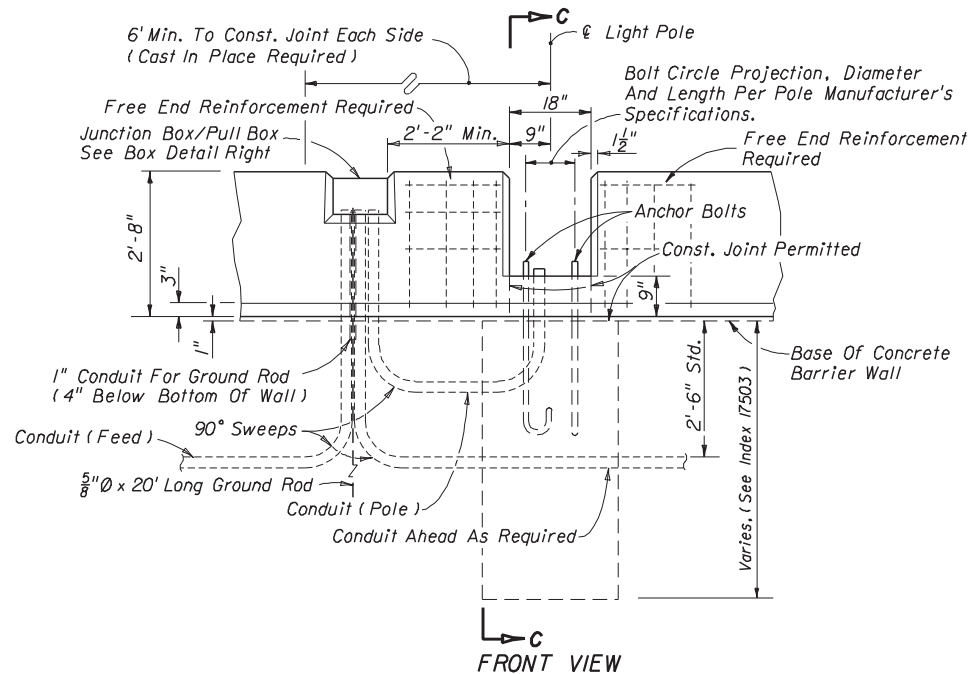 C
6' Min. To Const. Joint Each Side
(Cast In Place Required)
℄ Light Pole
Bolt Circle Projection, Diameter
And Length Per Pole Manufacturer's
Specifications.
Free End Reinforcement Required
18"
Junction Box/Pull Box
See Box Detail Right
2'-2" Min.
9"
1 1/2"
Free End Reinforcement
Required
Anchor Bolts
Const. Joint Permitted
2'-8"
3"
9"
1"
1" Conduit For Ground Rod
(4" Below Bottom Of Wall)
2'-6" Std.
Base Of Concrete
Barrier Wall
Conduit (Feed)
90° Sweeps
5/8"Ø x 20' Long Ground Rod
Conduit (Pole)
Conduit Ahead As Required
Varies. (See Index 17503)
C
FRONT VIEW